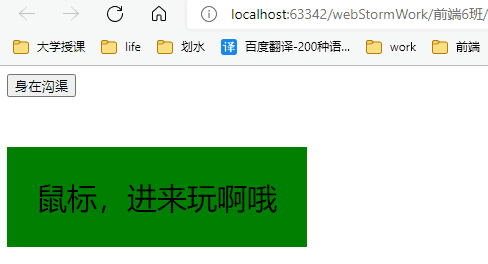 localhost:63342/webStormWork/前端6班/
大学授课
life
划水
译 百度翻译-200种语...
work
前端
身在沟渠
鼠标，进来玩啊哦